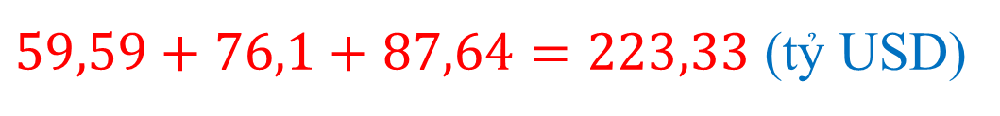 59,59 + 76,1 + 87,64 = 223,33 (tỷ USD)